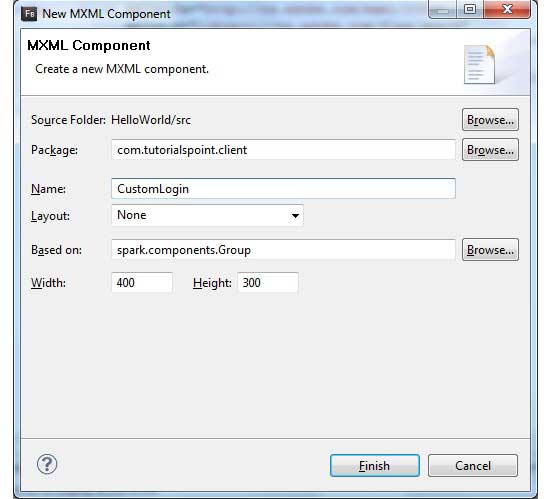 Fb New MXML Component
MXML Component
Create a new MXML component.
Source Folder: HelloWorld/src Browse...
Package: com.tutorialspoint.client Browse...
Name: CustomLogin
Layout: None
Based on: spark.components.Group Browse...
Width: 400 Height: 300
? Finish Cancel